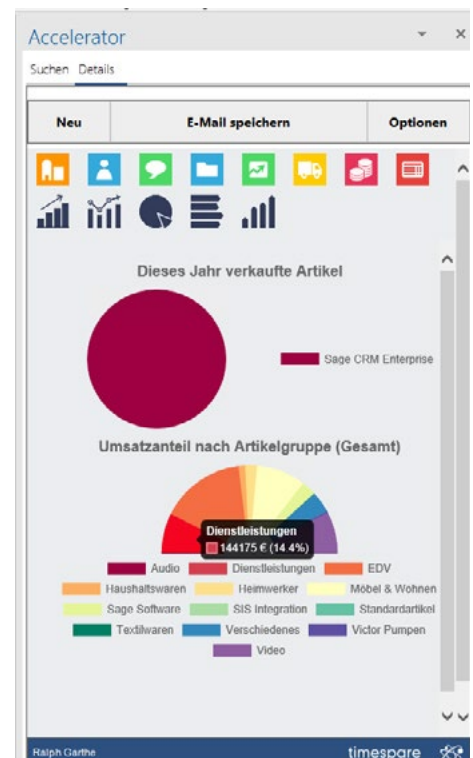 Accelerator
Suchen Details
Neu E-Mail speichern Optionen
Dieses Jahr verkaufte Artikel
Sage CRM Enterprise
Umsatzanteil nach Artikelgruppe (Gesamt)
Dienstleistungen
144175 € (14.4%)
Audio Dienstleistungen EDV
Haushaltswaren Heimwerker Möbel & Wohnen
Sage Software SIS Integration Standardartikel
Textilwaren Verschiedenes Victor Pumpen
Video
Ralph Garthe timespare